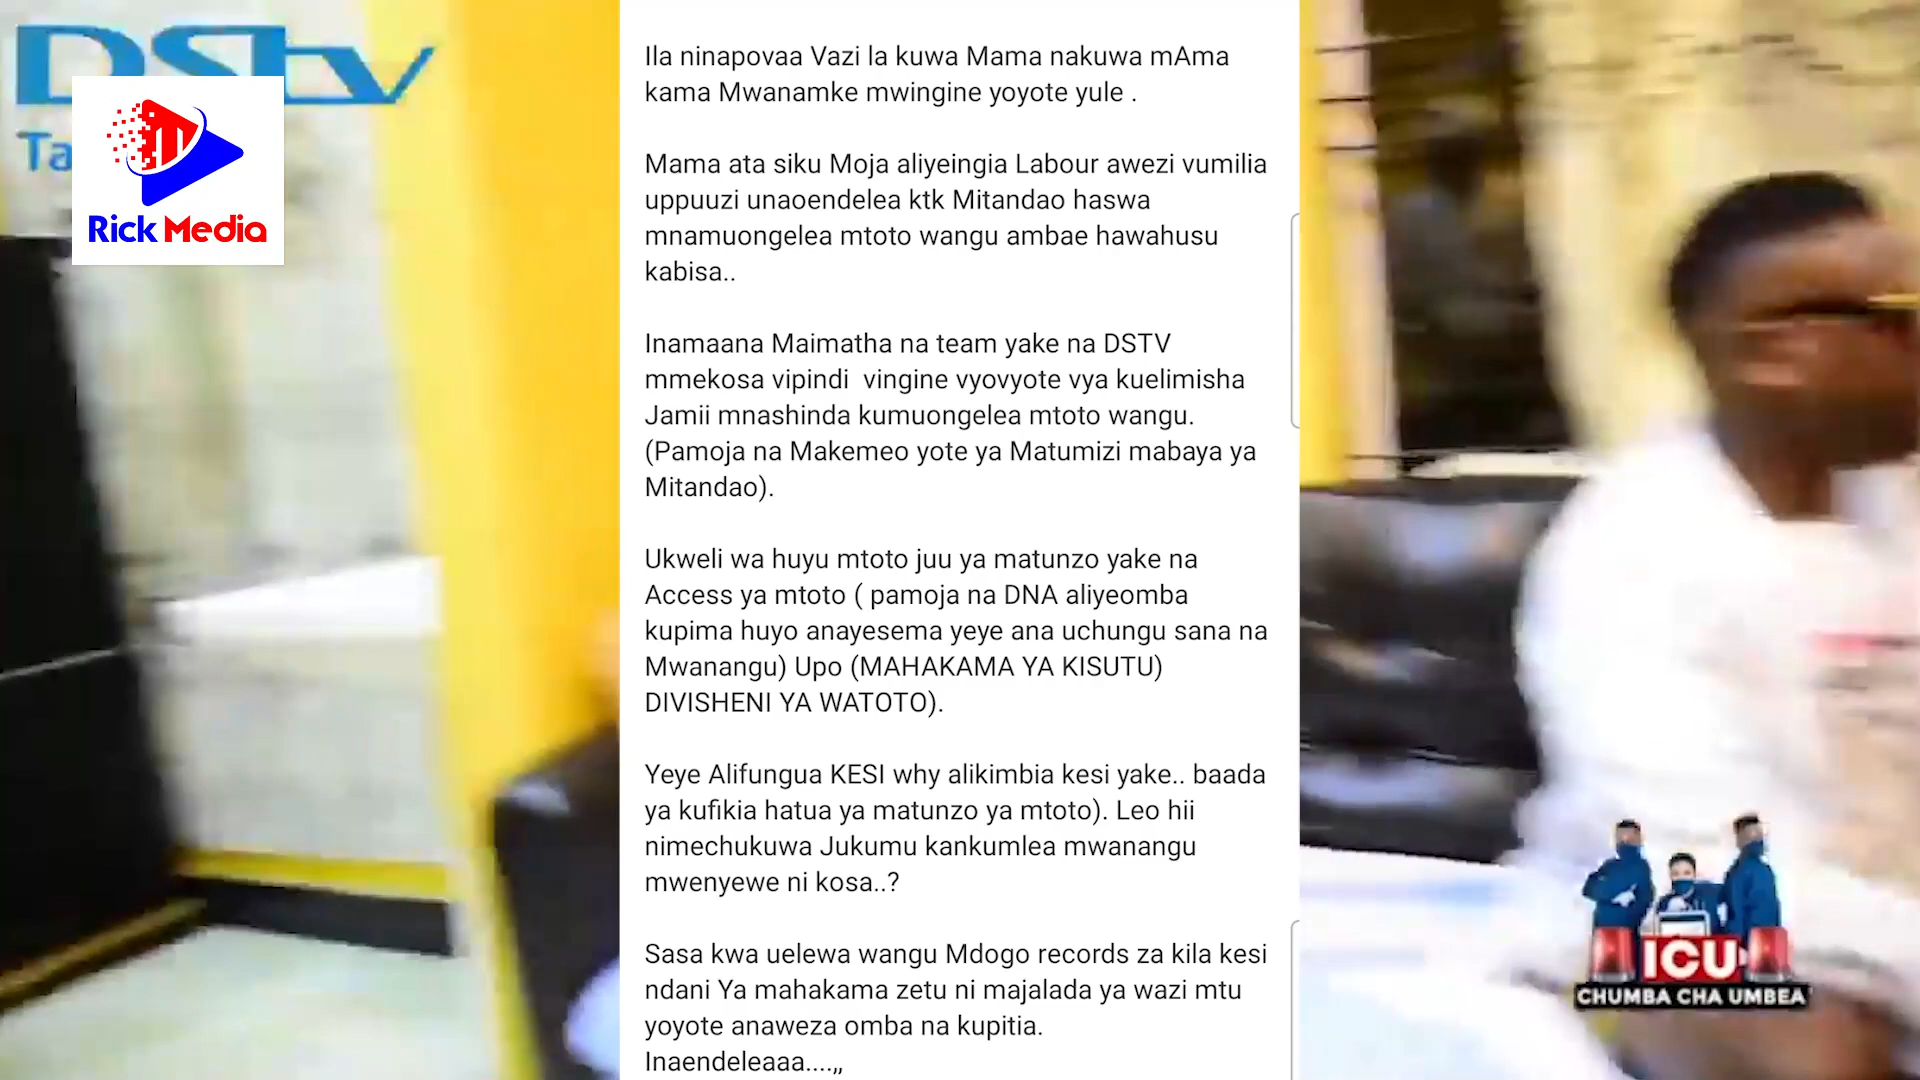 DStv
Ta
Rick Media
Ila ninapovaa Vazi la kuwa Mama nakuwa mAma
kama Mwanamke mwingine yoyote yule .
Mama ata siku Moja aliyeingia Labour awezi vumilia
uppuuzi unaoendelea ktk Mitandao haswa
mnamuongelea mtoto wangu ambae hawahusu
kabisa..
Inamaana Maimatha na team yake na DSTV
mmekosa vipindi  vingine vyovyote vya kuelimisha
Jamii mnashinda kumuongelea mtoto wangu.
(Pamoja na Makemeo yote ya Matumizi mabaya ya
Mitandao).
Ukweli wa huyu mtoto juu ya matunzo yake na
Access ya mtoto ( pamoja na DNA aliyeomba
kupima huyo anayesema yeye ana uchungu sana na
Mwanangu) Upo (MAHAKAMA YA KISUTU)
DIVISHENI YA WATOTO).
Yeye Alifungua KESI why alikimbia kesi yake.. baada
ya kufikia hatua ya matunzo ya mtoto). Leo hii
nimechukuwa Jukumu kankumlea mwanangu
mwenyewe ni kosa..?
Sasa kwa uelewa wangu Mdogo records za kila kesi
ndani Ya mahakama zetu ni majalada ya wazi mtu
yoyote anaweza omba na kupitia.
Inaendeleaaa....,,
ICU
CHUMBA CHA UMBEA